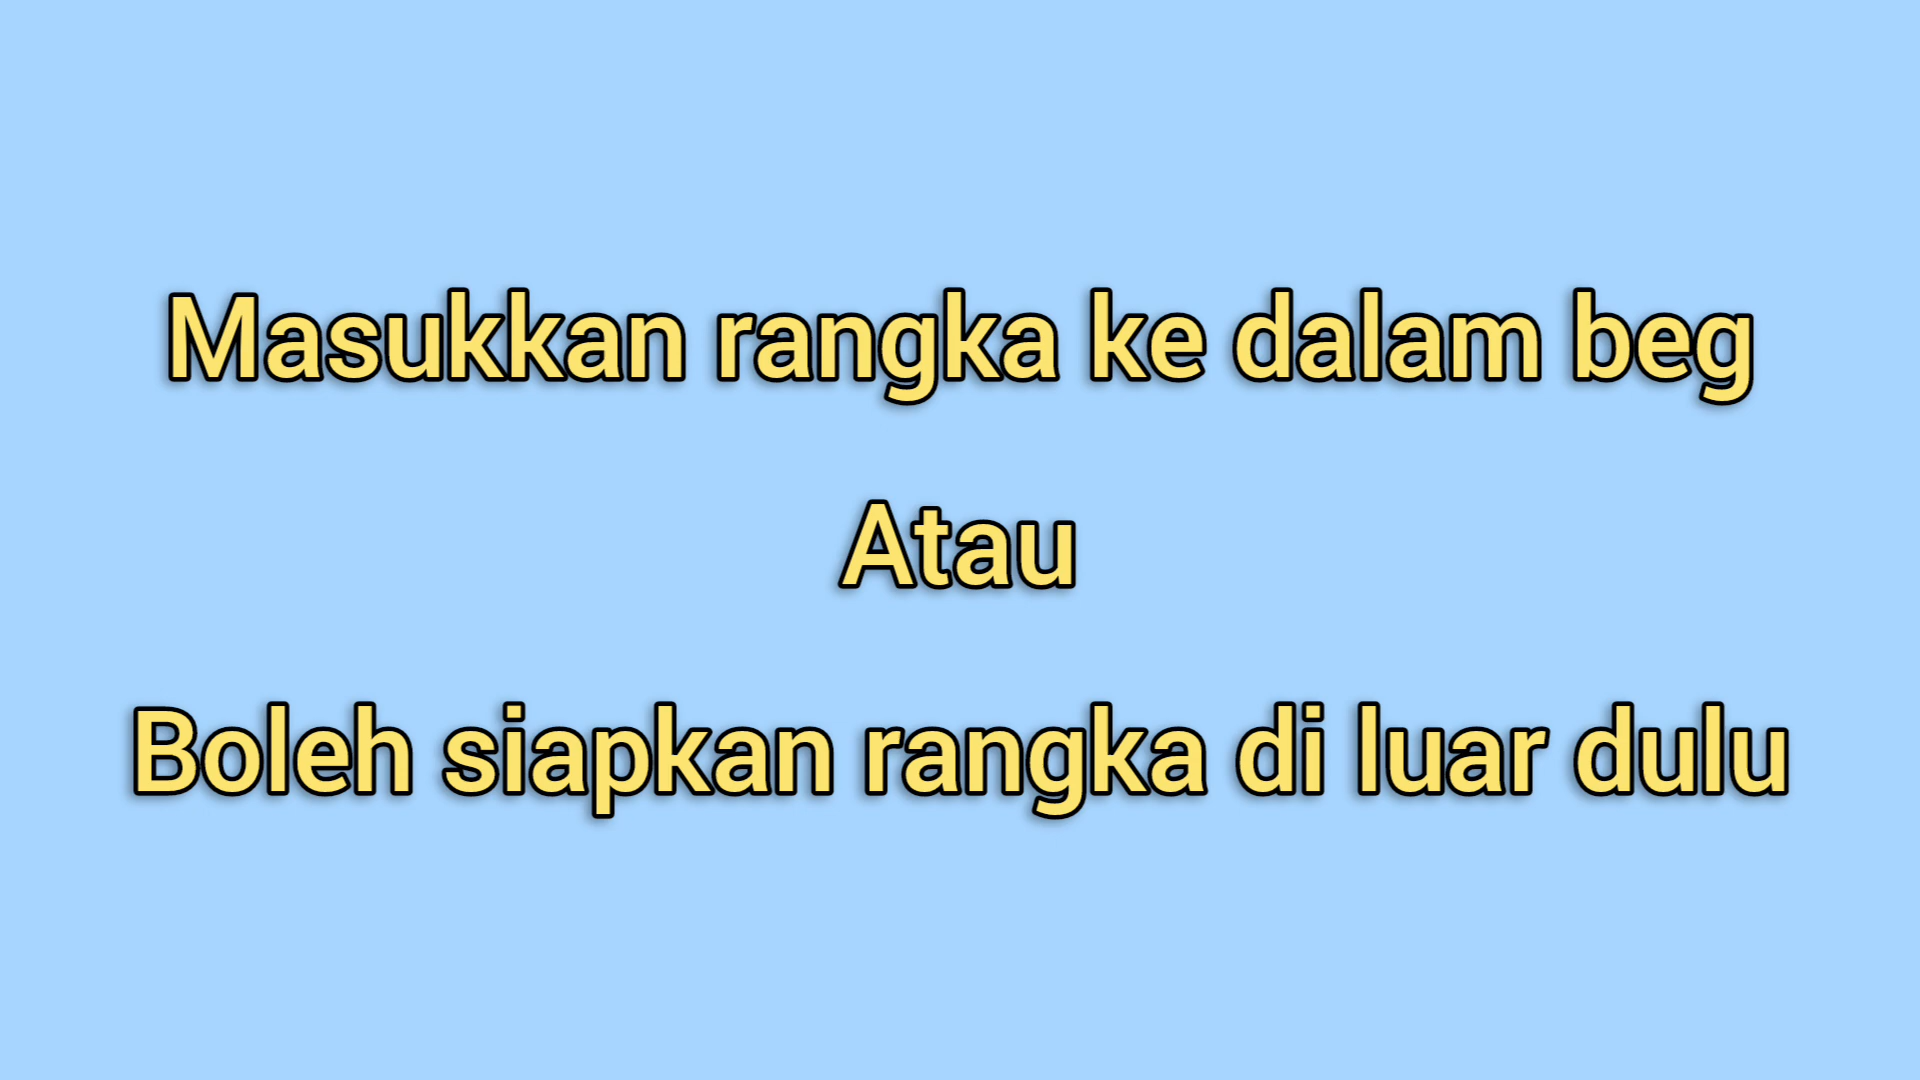 Masukkan rangka ke dalam beg
Atau
Boleh siapkan rangka di luar dulu